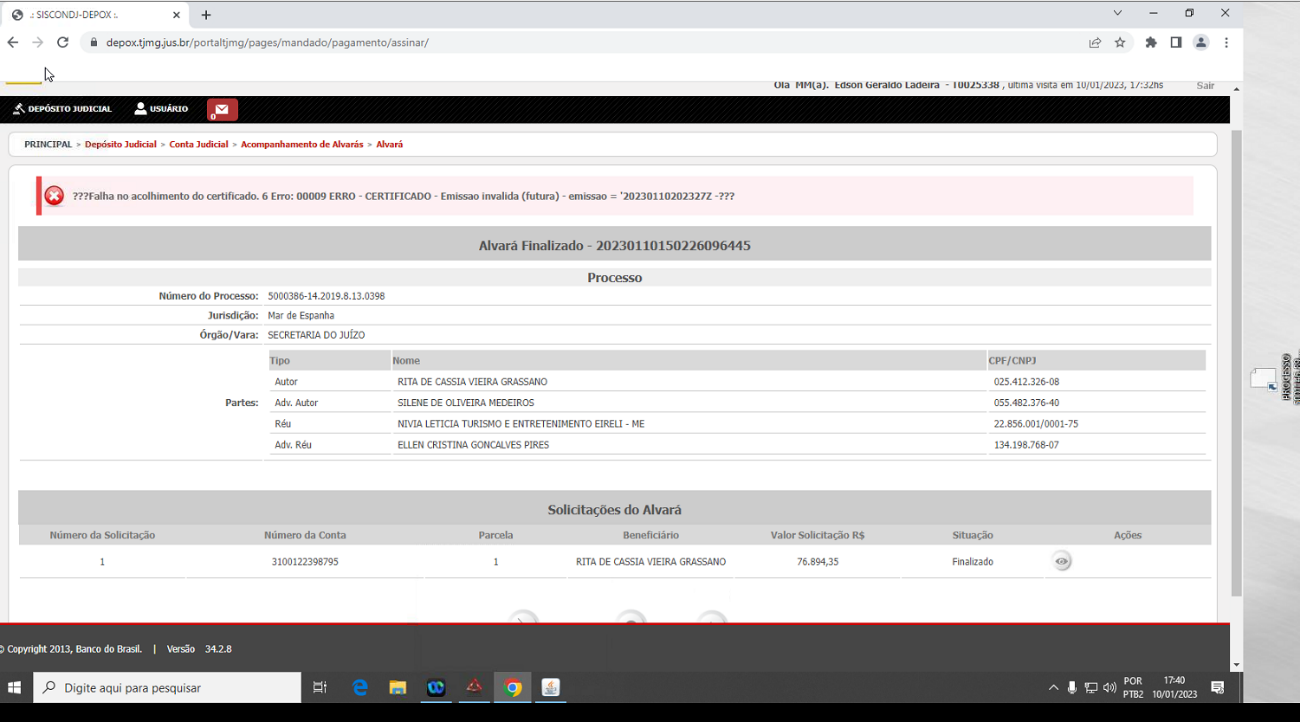 .: SISCONDJ-DEPOX :.
depox.tjmg.jus.br/portaltjmg/pages/mandado/pagamento/assinar/
Olá MM(a). Edson Geraldo Ladeira - T0025338 , última visita em 10/01/2023, 17:32hs Sair
DEPÓSITO JUDICIAL USUÁRIO 0
PRINCIPAL > Depósito Judicial > Conta Judicial > Acompanhamento de Alvarás > Alvará
???Falha no acolhimento do certificado. 6 Erro: 00009 ERRO - CERTIFICADO - Emissao invalida (futura) - emissao = '20230110202327Z -???
Alvará Finalizado - 20230110150226096445
Processo
Número do Processo: 5000386-14.2019.8.13.0398
Jurisdição: Mar de Espanha
Órgão/Vara: SECRETARIA DO JUÍZO
Partes:
Tipo Nome CPF/CNPJ
Autor RITA DE CASSIA VIEIRA GRASSANO 025.412.326-08
Adv. Autor SILENE DE OLIVEIRA MEDEIROS 055.482.376-40
Réu NIVIA LETICIA TURISMO E ENTRETENIMENTO EIRELI - ME 22.856.001/0001-75
Adv. Réu ELLEN CRISTINA GONCALVES PIRES 134.198.768-07
Solicitações do Alvará
Número da Solicitação Número da Conta Parcela Beneficiário Valor Solicitação R$ Situação Ações
1 3100122398795 1 RITA DE CASSIA VIEIRA GRASSANO 76.894,35 Finalizado
© Copyright 2013, Banco do Brasil. | Versão 34.2.8
Digite aqui para pesquisar
POR 17:40
PTB2 10/01/2023
PROCESSO